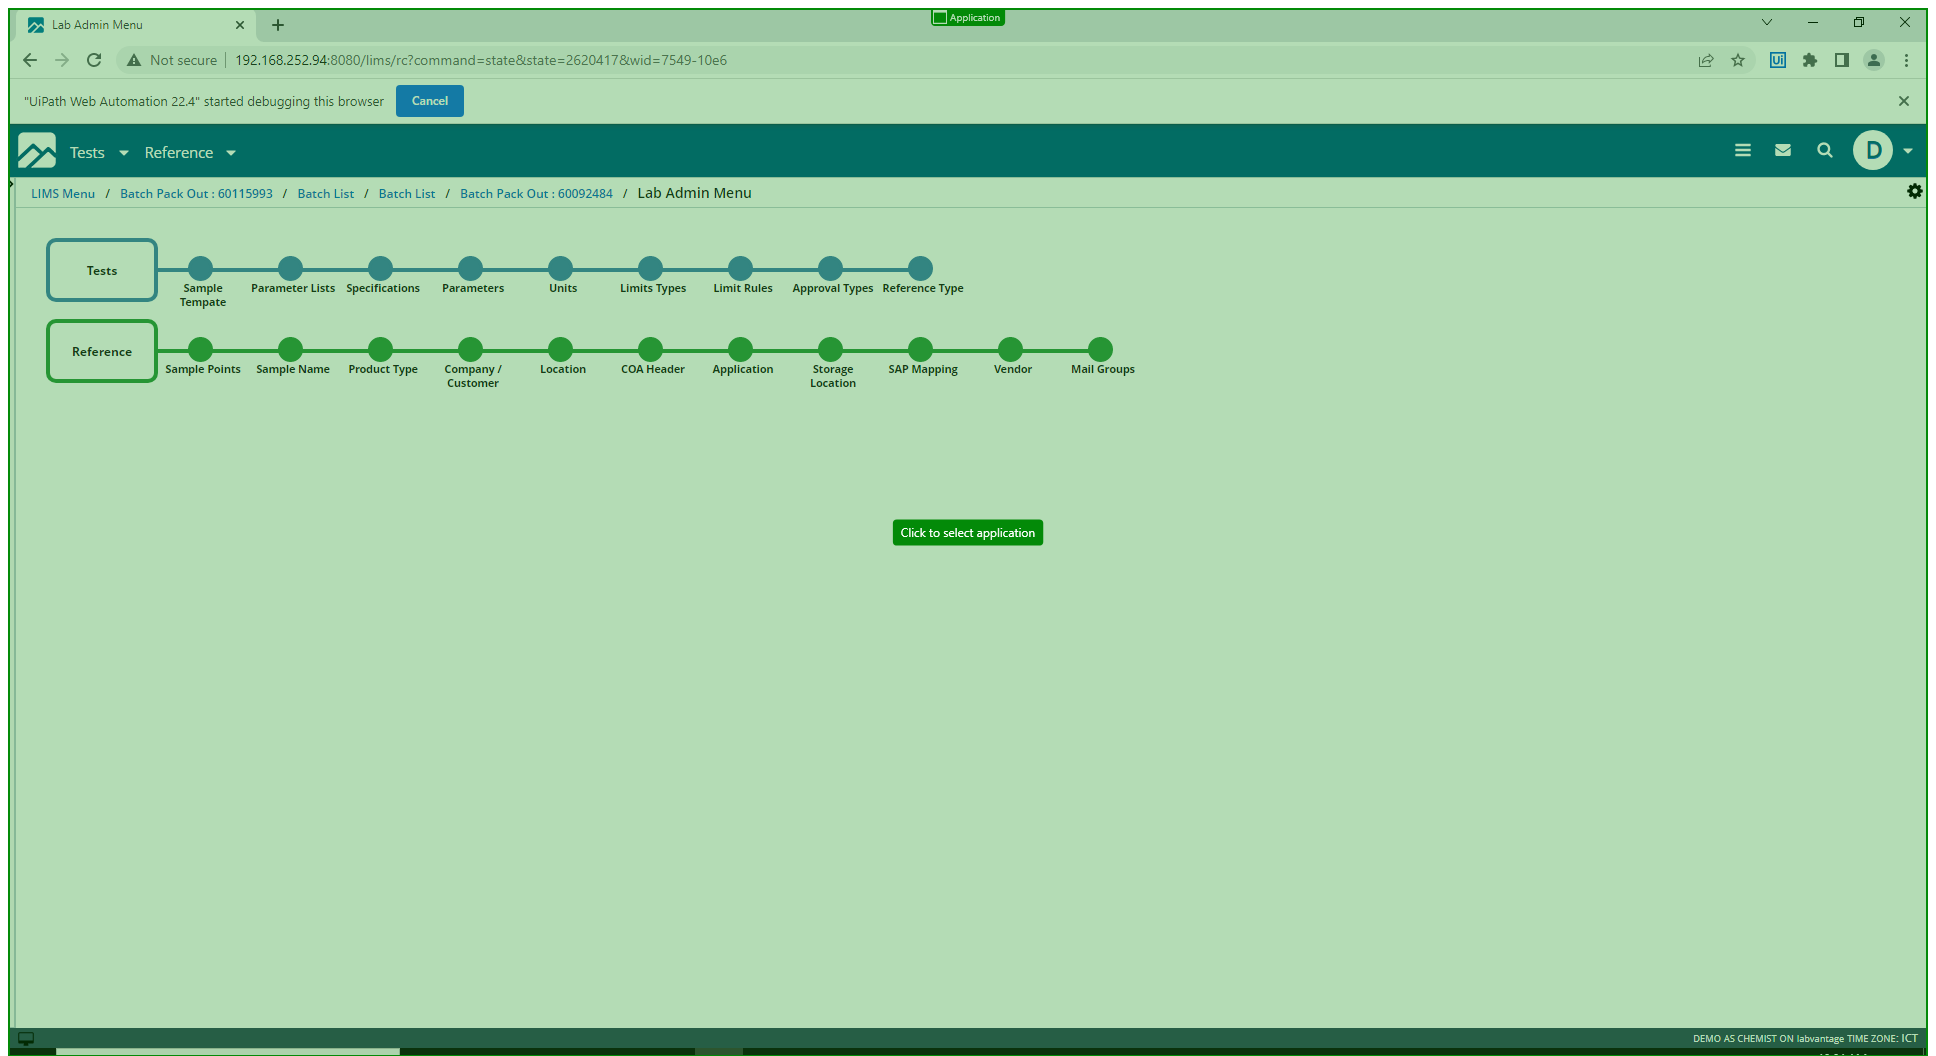 Lab Admin Menu
Application
Not secure 192.168.252.94:8080/lims/rc?command=state&state=2620417&wid=7549-10e6
Ui
"UiPath Web Automation 22.4" started debugging this browser Cancel
Tests Reference D
LIMS Menu / Batch Pack Out : 60115993 / Batch List / Batch List / Batch Pack Out : 60092484 / Lab Admin Menu
Tests
Sample Tempate Parameter Lists Specifications Parameters Units Limits Types Limit Rules Approval Types Reference Type
Reference
Sample Points Sample Name Product Type Company / Customer Location COA Header Application Storage Location SAP Mapping Vendor Mail Groups
Click to select application
DEMO AS CHEMIST ON labvantage TIME ZONE: ICT